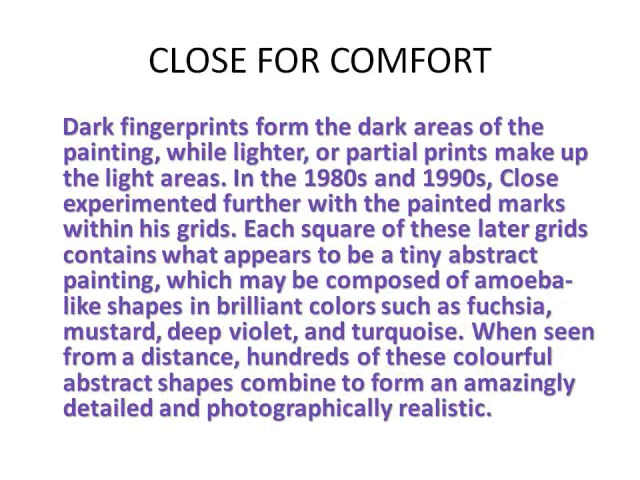 CLOSE FOR COMFORT
Dark fingerprints form the dark areas of the
painting, while lighter, or partial prints make up
the light areas. In the 1980s and 1990s, Close
experimented further with the painted marks
within his grids. Each square of these later grids
contains what appears to be a tiny abstract
painting, which may be composed of amoeba-
like shapes in brilliant colors such as fuchsia,
mustard, deep violet, and turquoise. When seen
from a distance, hundreds of these colourful
abstract shapes combine to form an amazingly
detailed and photographically realistic.